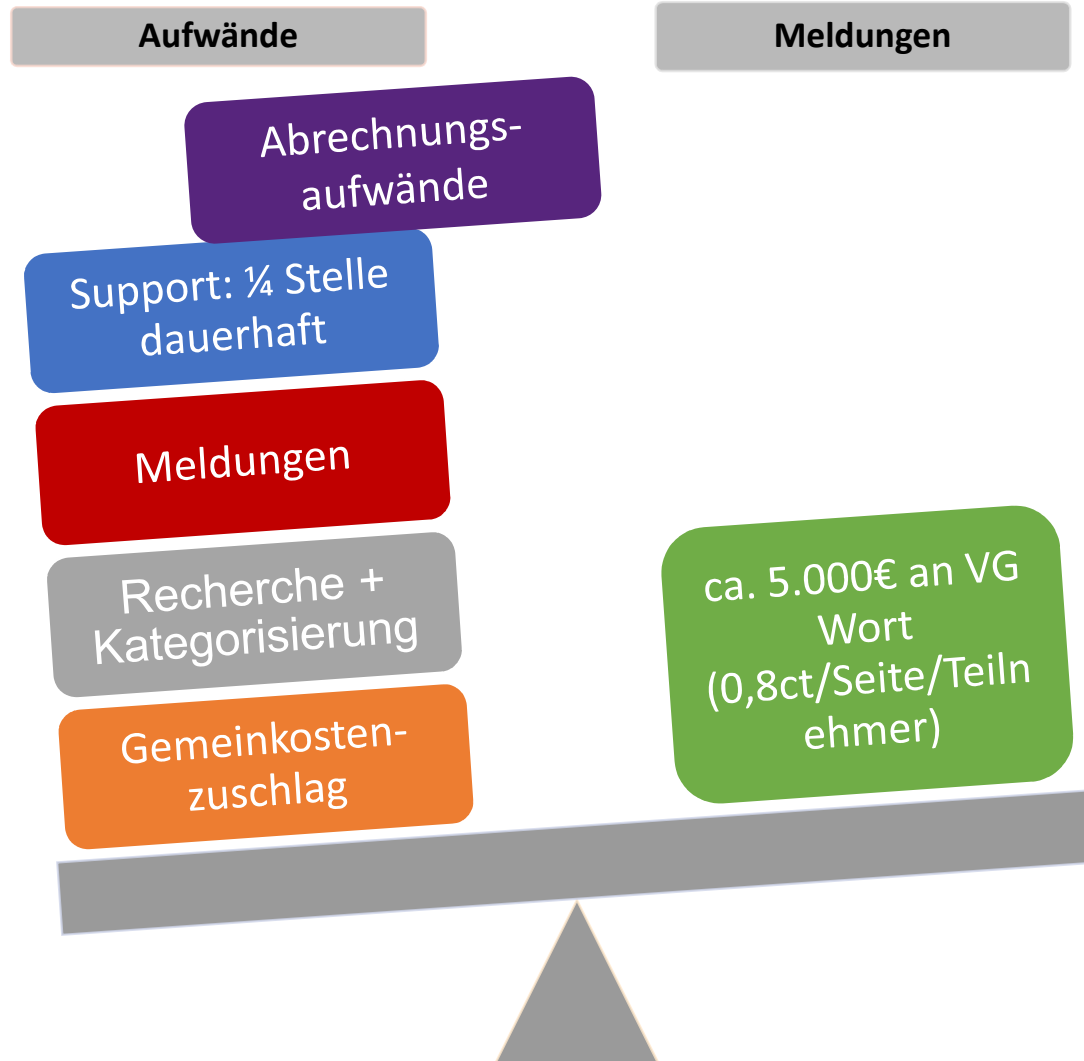 Aufwände
Meldungen
Abrechnungs-
aufwände
Support: ¼ Stelle
dauerhaft
Meldungen
Recherche +
Kategorisierung
Gemeinkosten-
zuschlag
ca. 5.000€ an VG
Wort
(0,8ct/Seite/Teiln
ehmer)